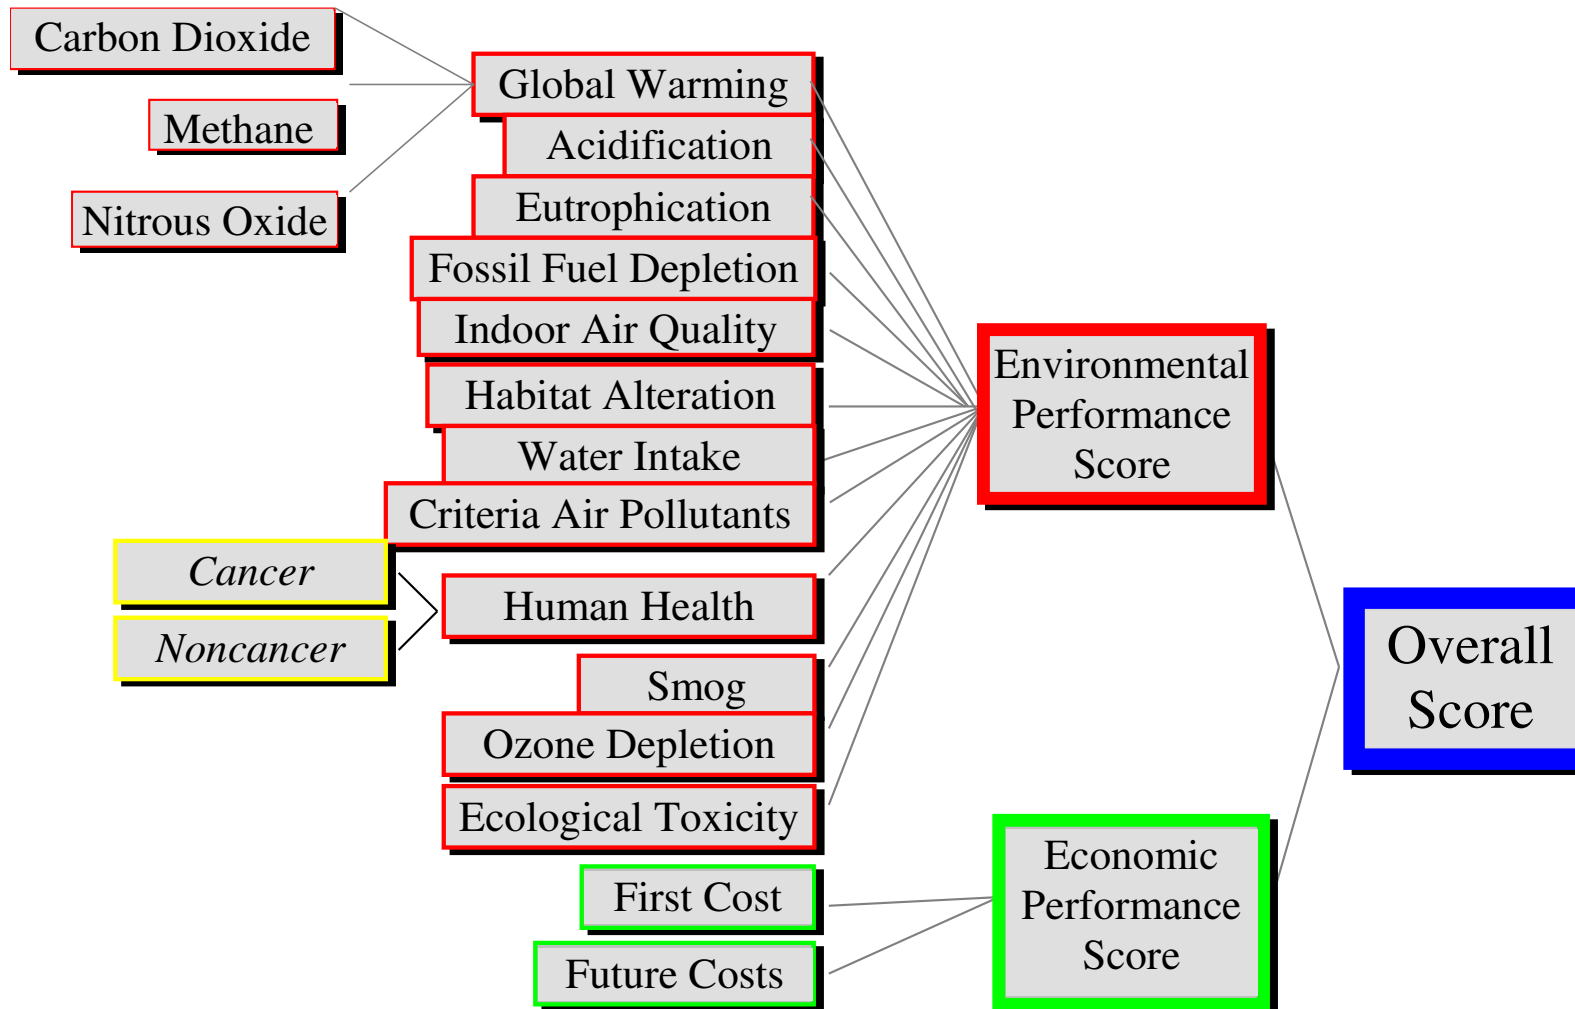 Carbon Dioxide
Methane
Nitrous Oxide
Global Warming
Acidification
Eutrophication
Fossil Fuel Depletion
Indoor Air Quality
Habitat Alteration
Water Intake
Criteria Air Pollutants
Cancer
Noncancer
Human Health
Smog
Ozone Depletion
Ecological Toxicity
First Cost
Future Costs
Environmental
Performance
Score
Economic
Performance
Score
Overall
Score